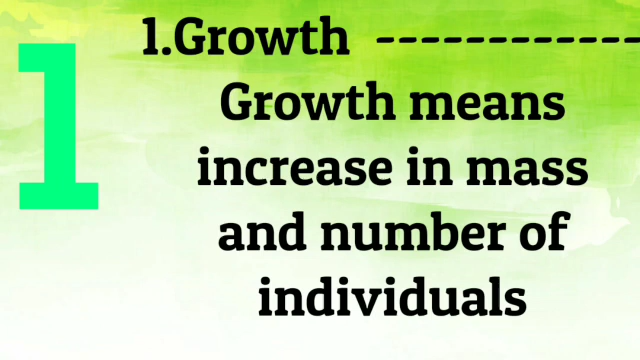 1
1.Growth ------------
Growth means
increase in mass
and number of
individuals